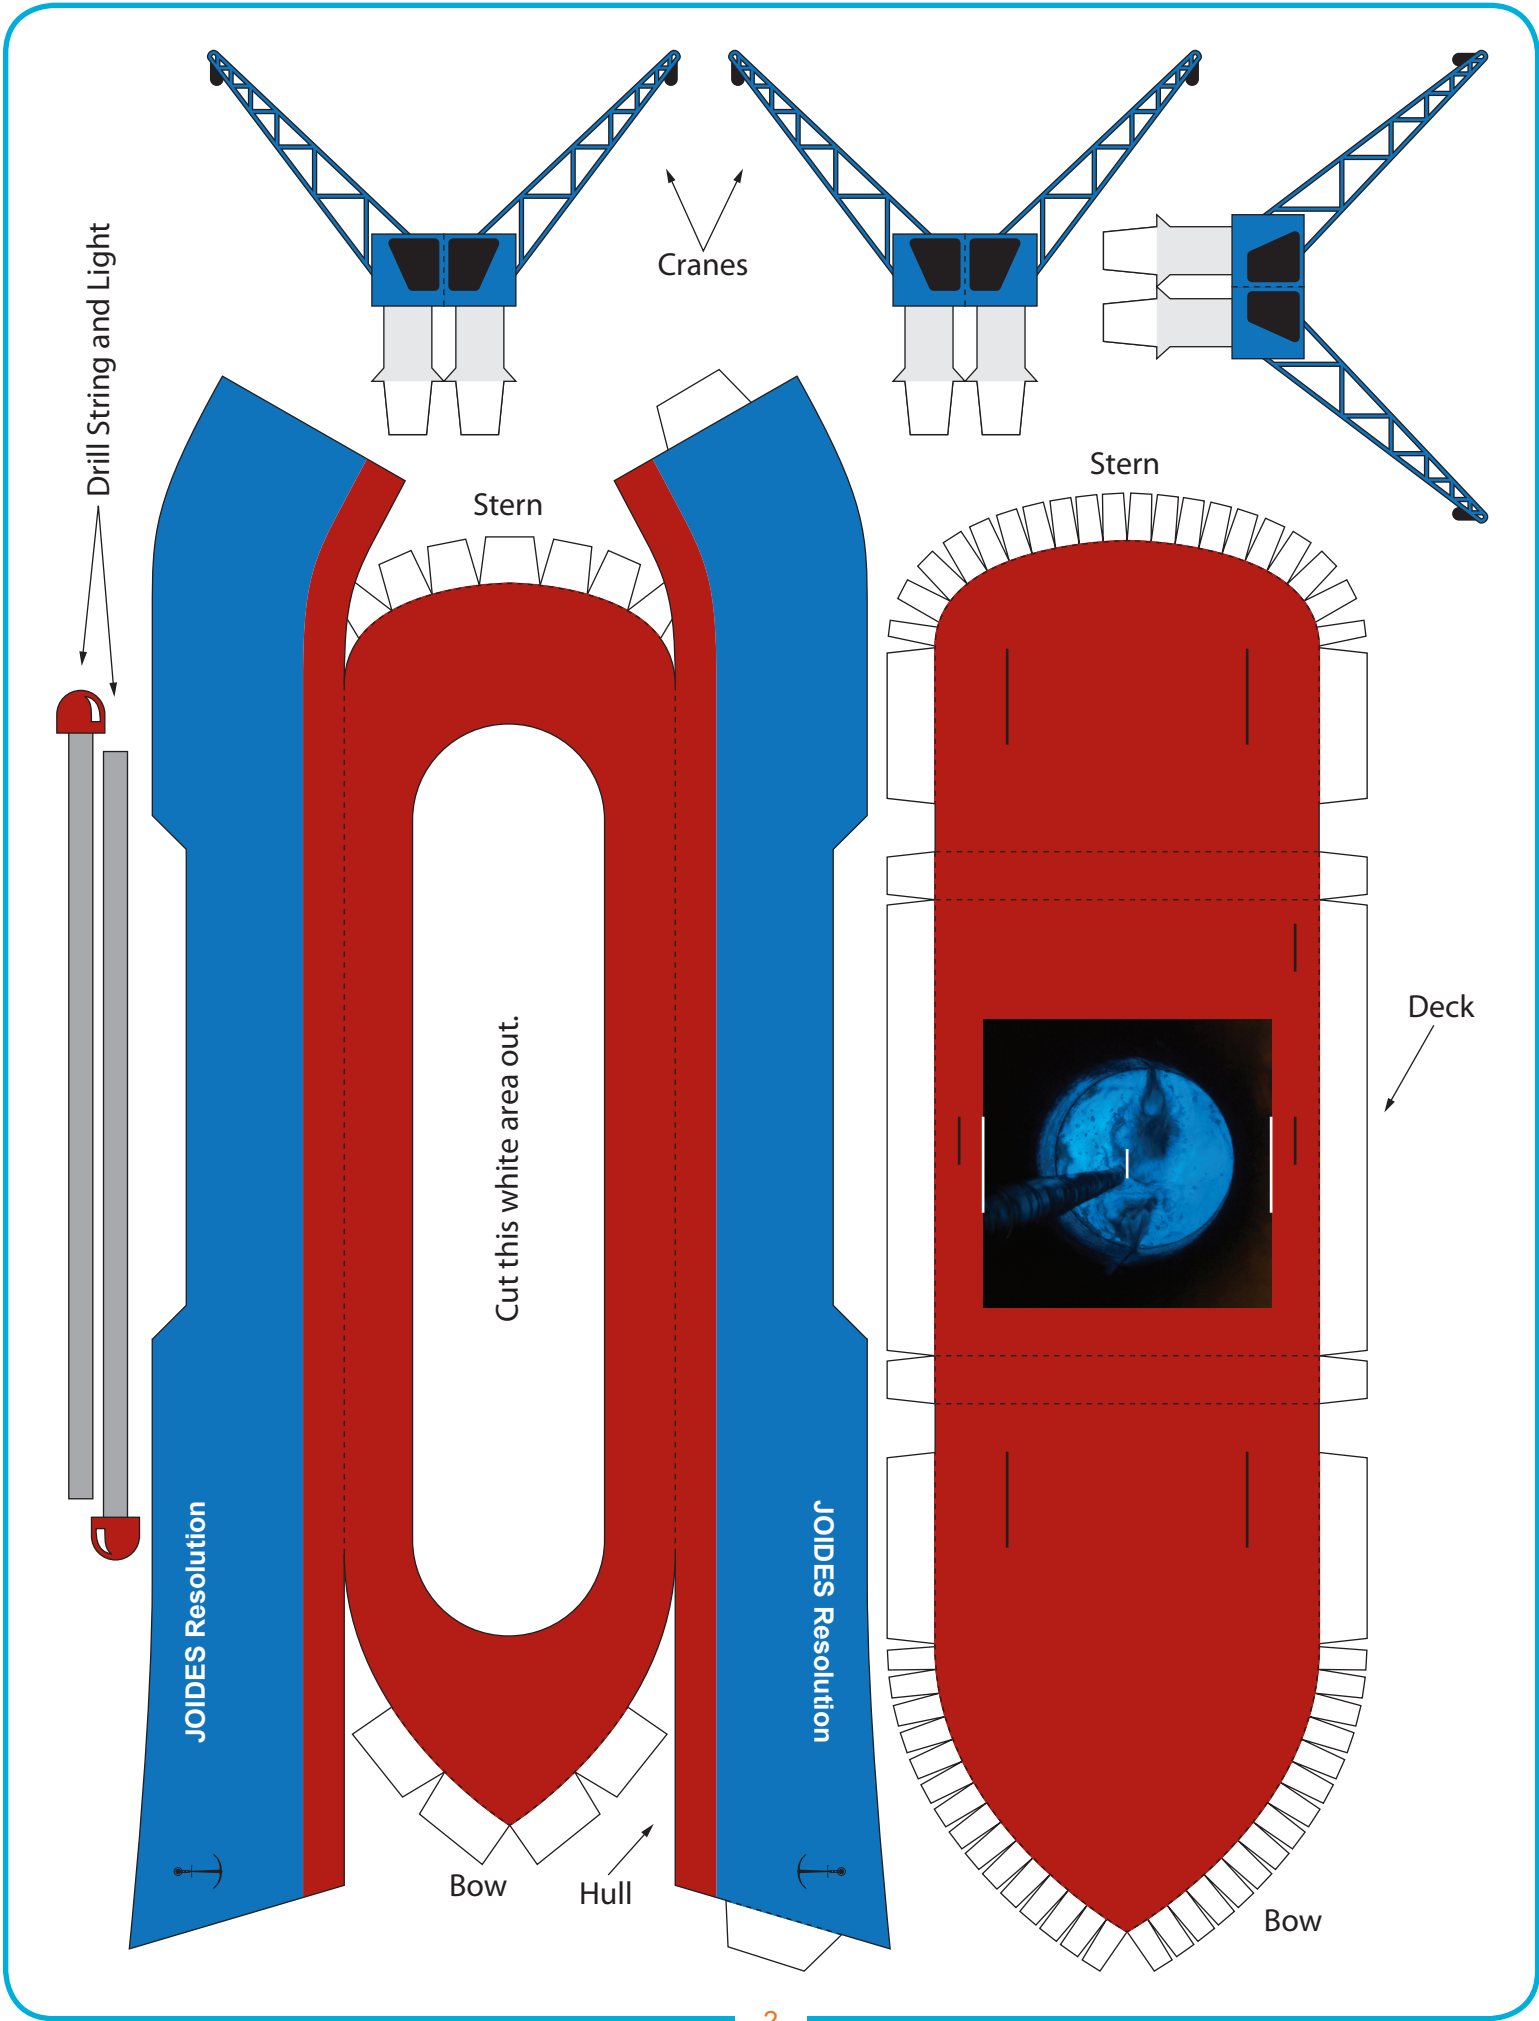 Cranes
Drill String and Light
Stern
Stern
Deck
Cut this white area out.
JOIDES Resolution
JOIDES Resolution
Bow
Hull
Bow
2